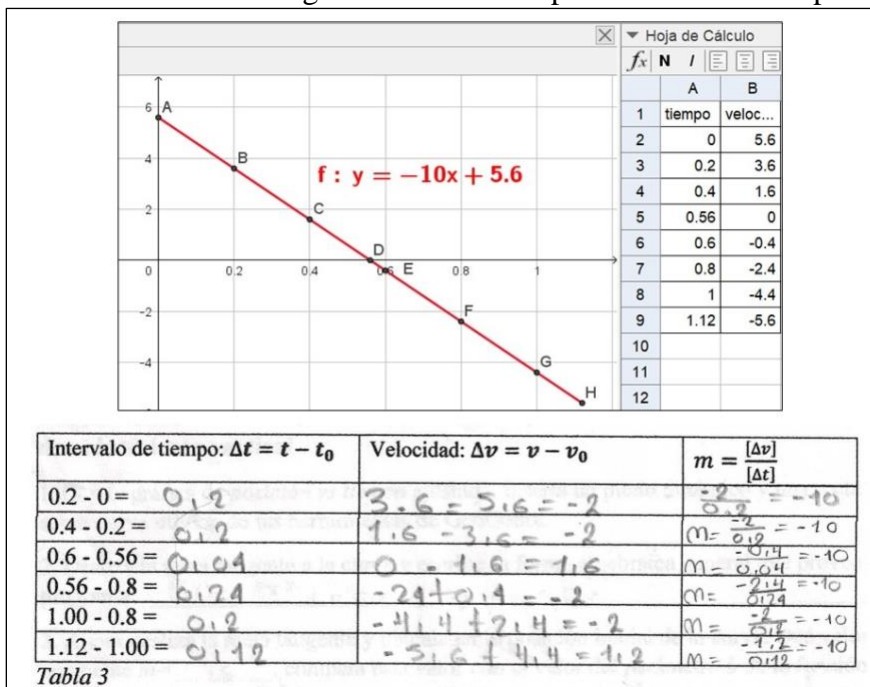 Hoja de Cálculo
fx N I
A B
1 tiempo veloc...
2 0 5.6
3 0.2 3.6
4 0.4 1.6
5 0.56 0
6 0.6 -0.4
7 0.8 -2.4
8 1 -4.4
9 1.12 -5.6
10
11
12
6 A
4 B
f : y = −10x + 5.6
2 C
D
0 0.2 0.4 0.6 E 0.8 1
−2 F
−4 G
H
Intervalo de tiempo: Δt = t − t₀ Velocidad: Δv = v − v₀ m = [Δv]/[Δt]
0.2 - 0 = 0,2 3.6 - 5,6 = -2 -2/0.2 = -10
0.4 - 0.2 = 0,2 1,6 - 3,6 = -2 m= -2/0,2 = -10
0.6 - 0.56 = 0,04 0 - 1,6 = 1,6 m= -0,4/0,04 = -10
0.56 - 0.8 = 0,24 -24+0,4 = -2 m= -2,4/0,24 = -10
1.00 - 0.8 = 0,2 -4,4 + 2,4 = -2 m= -2/0,2 = -10
1.12 - 1.00 = 0,12 - 5,6 + 4,4 = 1,2 m= -1,2/0,12 = -10
Tabla 3